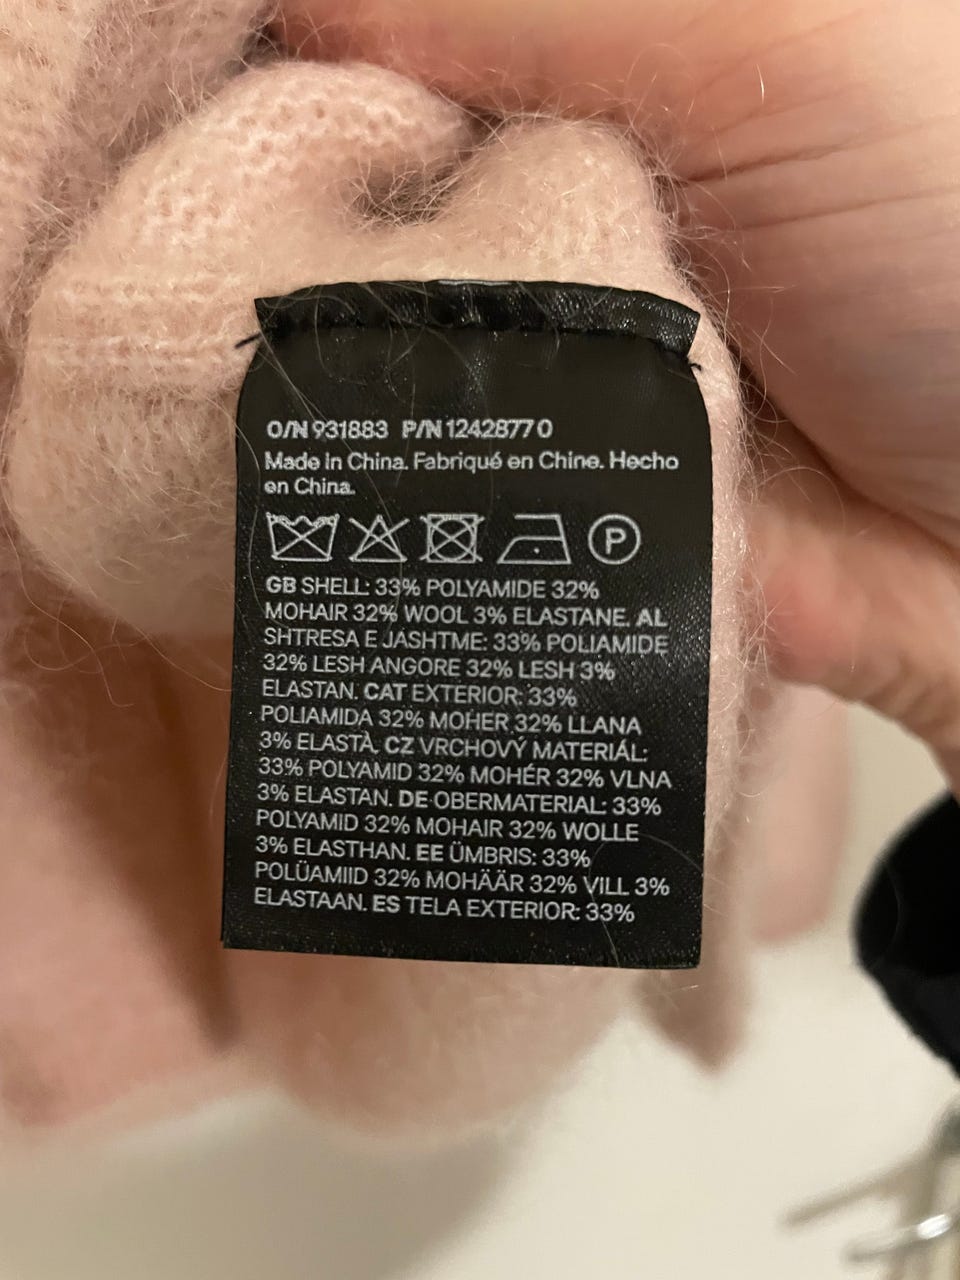 O/N 931883 P/N 1242877 0
Made in China. Fabriqué en Chine. Hecho
en China.
P
GB SHELL: 33% POLYAMIDE 32%
MOHAIR 32% WOOL 3% ELASTANE. AL
SHTRESA E JASHTME: 33% POLIAMIDE
32% LESH ANGORE 32% LESH 3%
ELASTAN. CAT EXTERIOR: 33%
POLIAMIDA 32% MOHER 32% LLANA
3% ELASTÀ. CZ VRCHOVÝ MATERIÁL:
33% POLYAMID 32% MOHÉR 32% VLNA
3% ELASTAN. DE OBERMATERIAL: 33%
POLYAMID 32% MOHAIR 32% WOLLE
3% ELASTHAN. EE ÜMBRIS: 33%
POLÜAMIID 32% MOHÄÄR 32% VILL 3%
ELASTAAN. ES TELA EXTERIOR: 33%